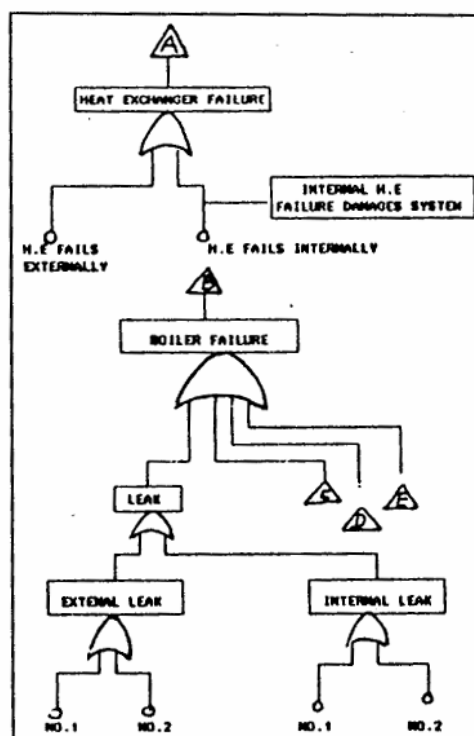 A
HEAT EXCHANGER FAILURE
INTERNAL H.E
FAILURE DAMAGES SYSTEM
H.E FAILS
EXTERNALLY
H.E FAILS INTERNALLY
B
BOILER FAILURE
LEAK
C
D
E
EXTENAL LEAK
INTERNAL LEAK
NO.1
NO.2
NO.1
NO.2